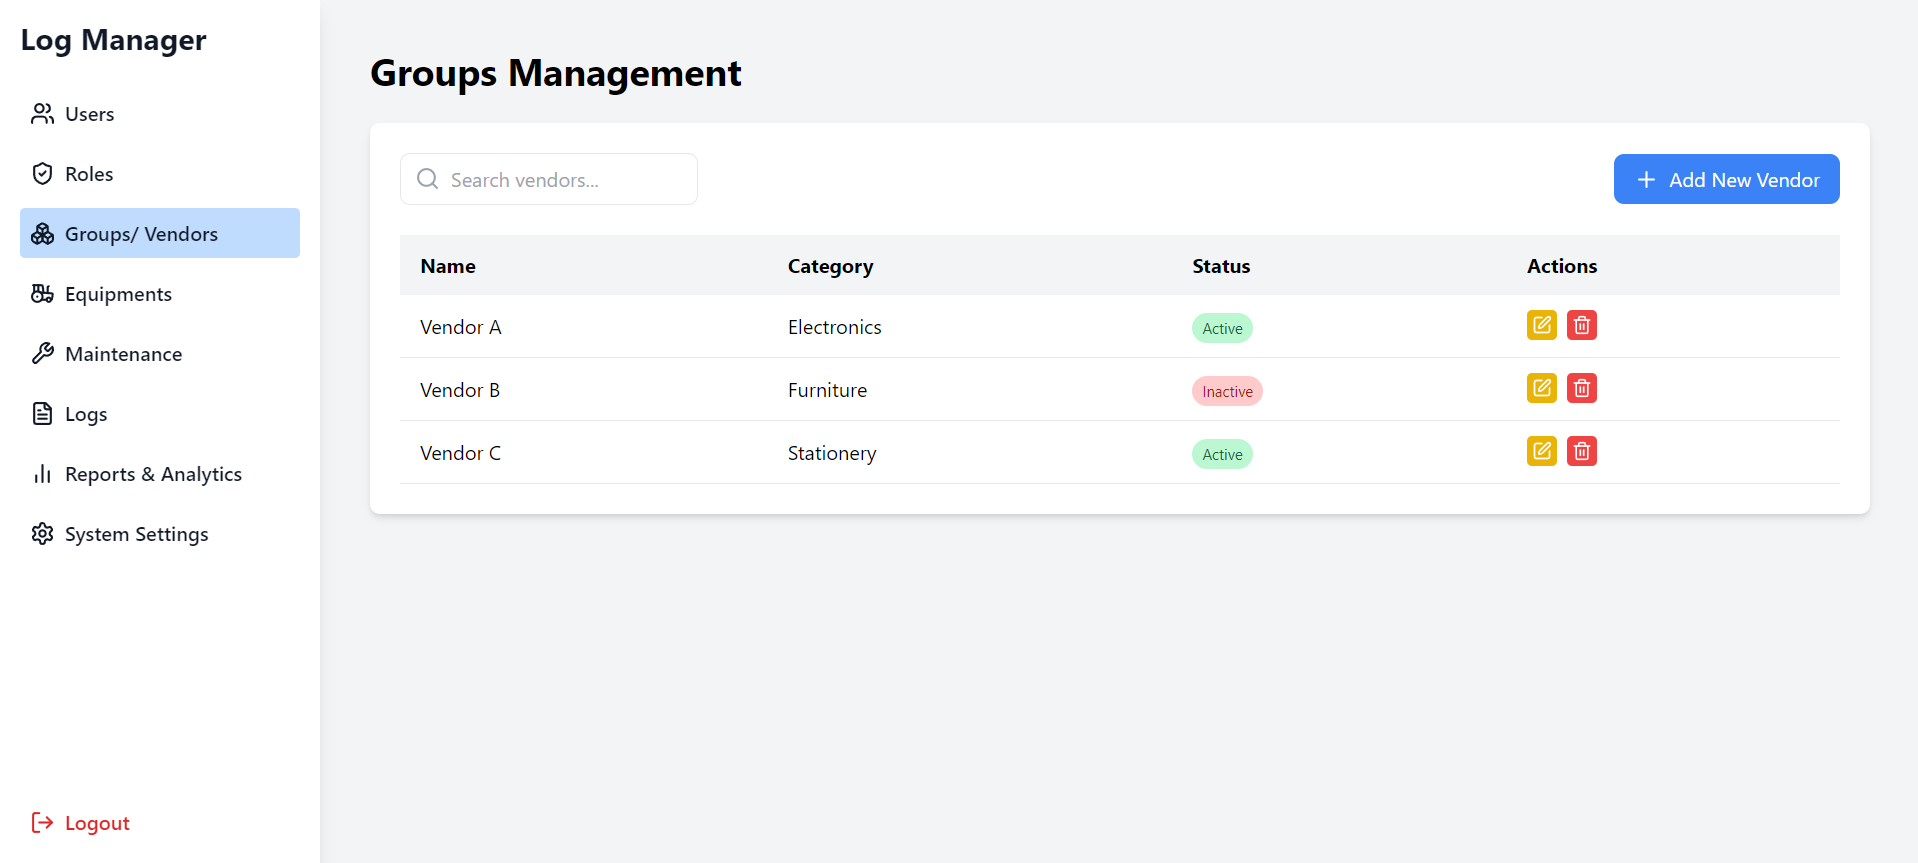 Log Manager
Users
Roles
Groups/ Vendors
Equipments
Maintenance
Logs
Reports & Analytics
System Settings
Logout
Groups Management
Search vendors...
Add New Vendor
Name Category Status Actions
Vendor A Electronics Active
Vendor B Furniture Inactive
Vendor C Stationery Active